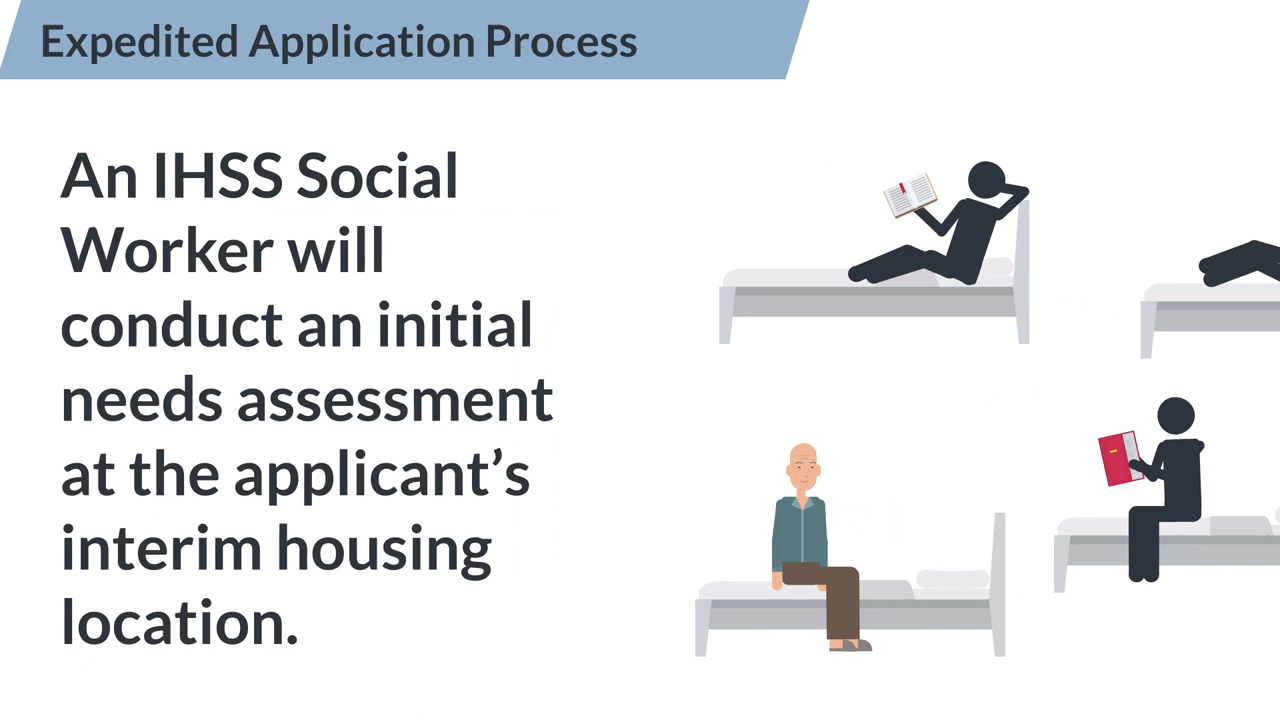 Expedited Application Process
An IHSS Social
Worker will
conduct an initial
needs assessment
at the applicant’s
interim housing
location.